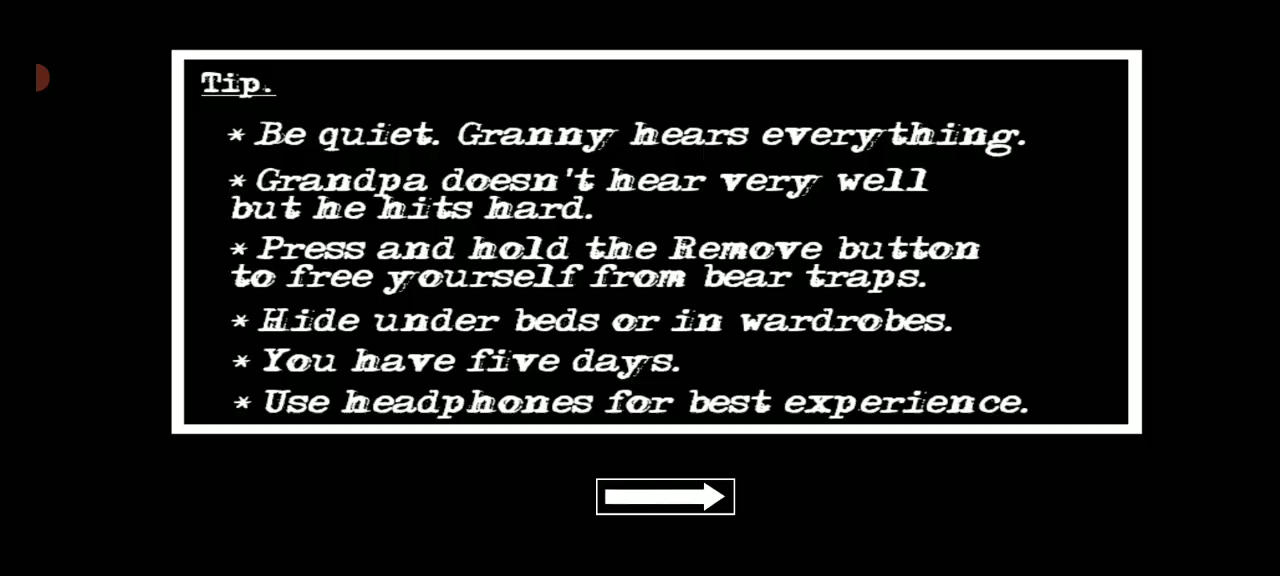 Tip.
* Be quiet. Granny hears everything.
* Grandpa doesn't hear very well
but he hits hard.
* Press and hold the Remove button
to free yourself from bear traps.
* Hide under beds or in wardrobes.
* You have five days.
* Use headphones for best experience.